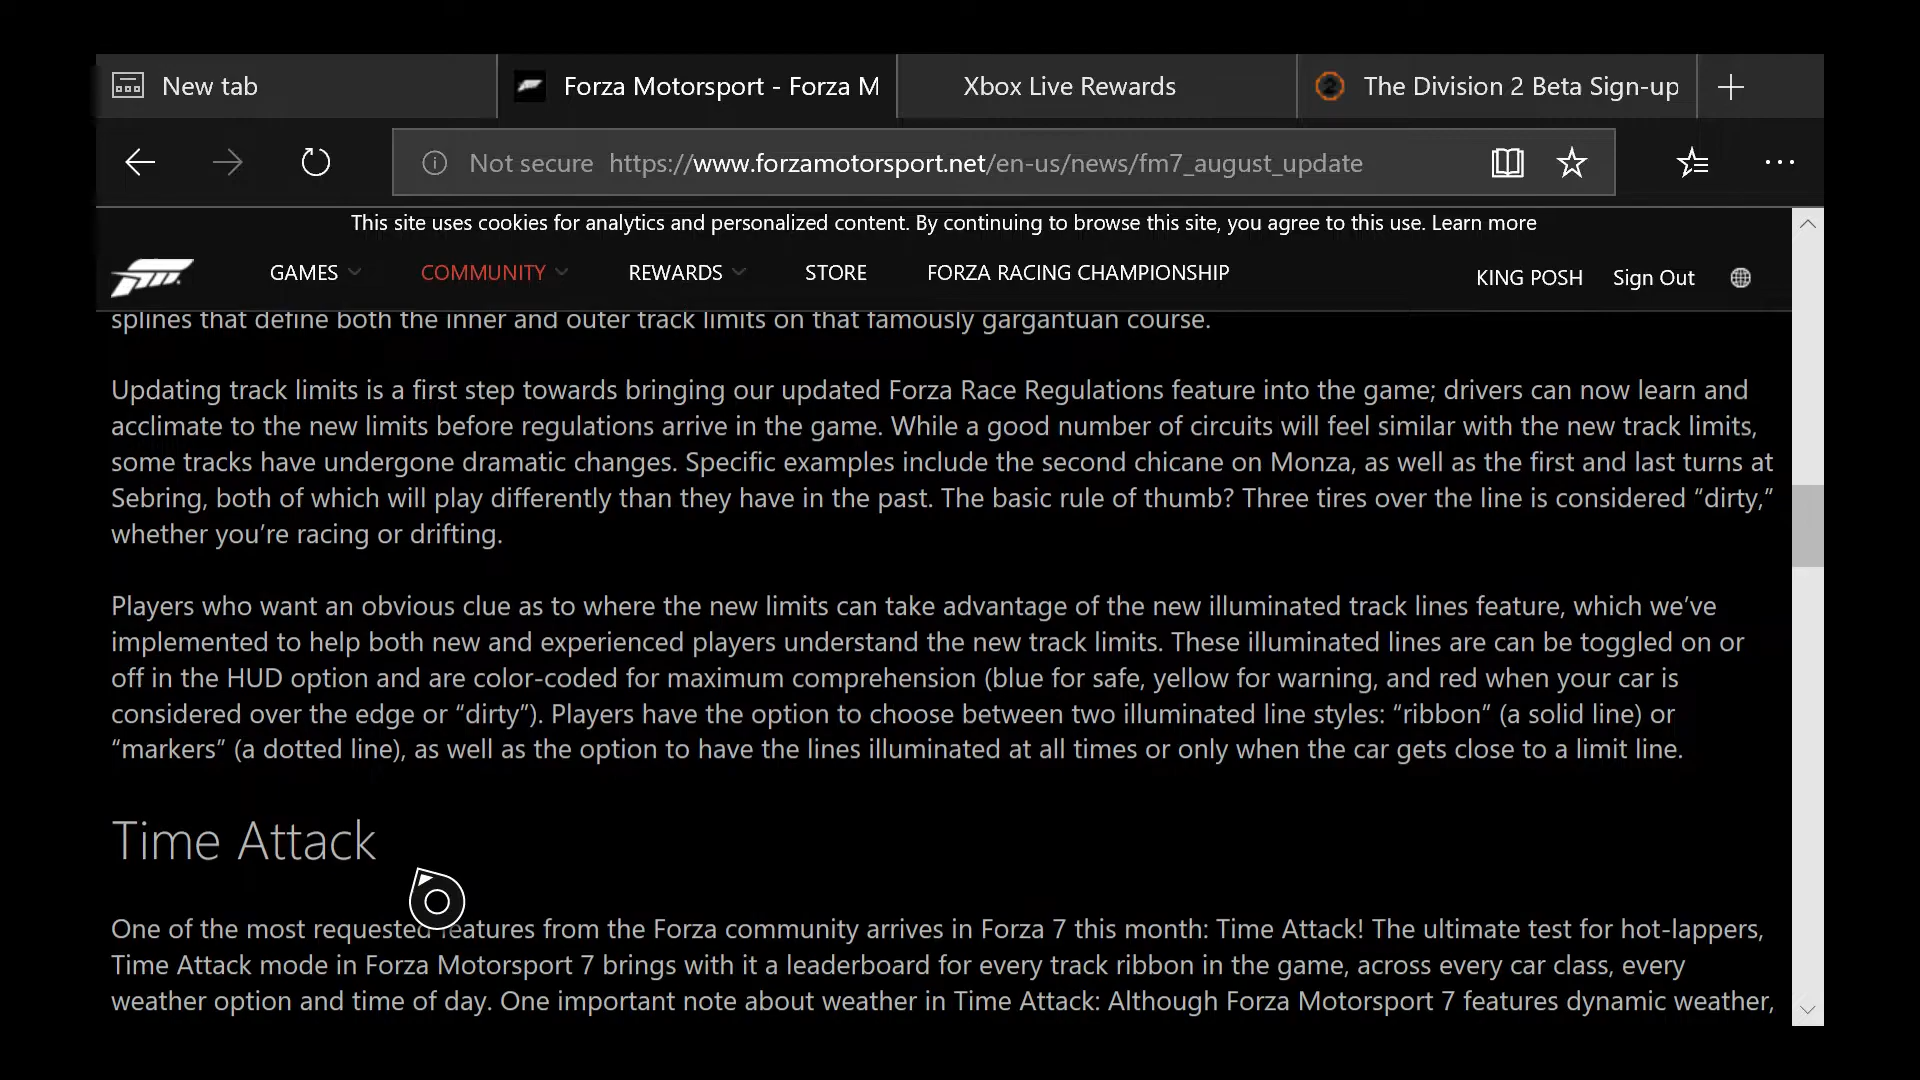 New tab
Forza Motorsport - Forza M
Xbox Live Rewards
The Division 2 Beta Sign-up
Not secure https://www.forzamotorsport.net/en-us/news/fm7_august_update
This site uses cookies for analytics and personalized content. By continuing to browse this site, you agree to this use. Learn more
GAMES COMMUNITY REWARDS STORE FORZA RACING CHAMPIONSHIP KING POSH Sign Out
splines that define both the inner and outer track limits on that famously gargantuan course.
Updating track limits is a first step towards bringing our updated Forza Race Regulations feature into the game; drivers can now learn and
acclimate to the new limits before regulations arrive in the game. While a good number of circuits will feel similar with the new track limits,
some tracks have undergone dramatic changes. Specific examples include the second chicane on Monza, as well as the first and last turns at
Sebring, both of which will play differently than they have in the past. The basic rule of thumb? Three tires over the line is considered “dirty,”
whether you’re racing or drifting.
Players who want an obvious clue as to where the new limits can take advantage of the new illuminated track lines feature, which we’ve
implemented to help both new and experienced players understand the new track limits. These illuminated lines are can be toggled on or
off in the HUD option and are color-coded for maximum comprehension (blue for safe, yellow for warning, and red when your car is
considered over the edge or “dirty”). Players have the option to choose between two illuminated line styles: “ribbon” (a solid line) or
“markers” (a dotted line), as well as the option to have the lines illuminated at all times or only when the car gets close to a limit line.
Time Attack
One of the most requested features from the Forza community arrives in Forza 7 this month: Time Attack! The ultimate test for hot-lappers,
Time Attack mode in Forza Motorsport 7 brings with it a leaderboard for every track ribbon in the game, across every car class, every
weather option and time of day. One important note about weather in Time Attack: Although Forza Motorsport 7 features dynamic weather,